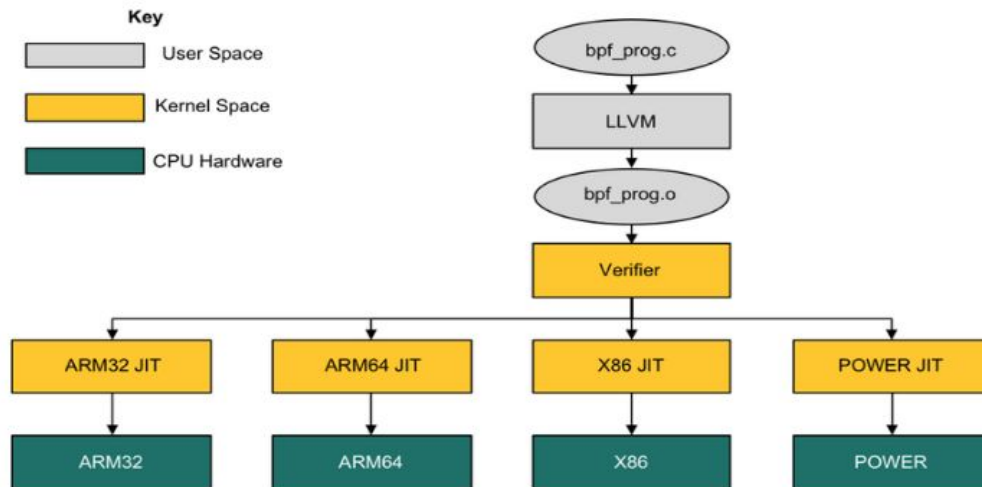 Key
User Space
Kernel Space
CPU Hardware
bpf_prog.c
LLVM
bpf_prog.o
Verifier
ARM32 JIT
ARM64 JIT
X86 JIT
POWER JIT
ARM32
ARM64
X86
POWER